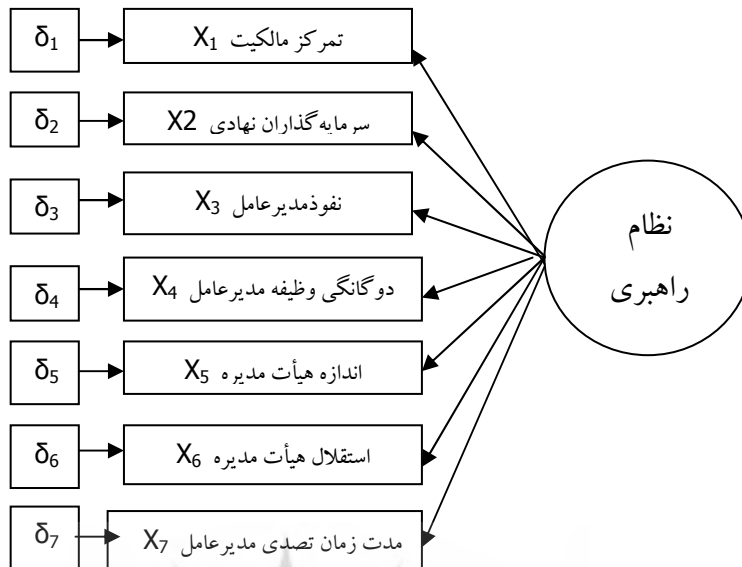 δ1
تمرکز مالکیت X1
δ2
سرمایه‌گذاران نهادی X2
δ3
نفوذمدیرعامل X3
δ4
دوگانگی وظیفه مدیرعامل X4
δ5
اندازه هیأت مدیره X5
δ6
استقلال هیأت مدیره X6
δ7
مدت زمان تصدی مدیرعامل X7
نظام
راهبری